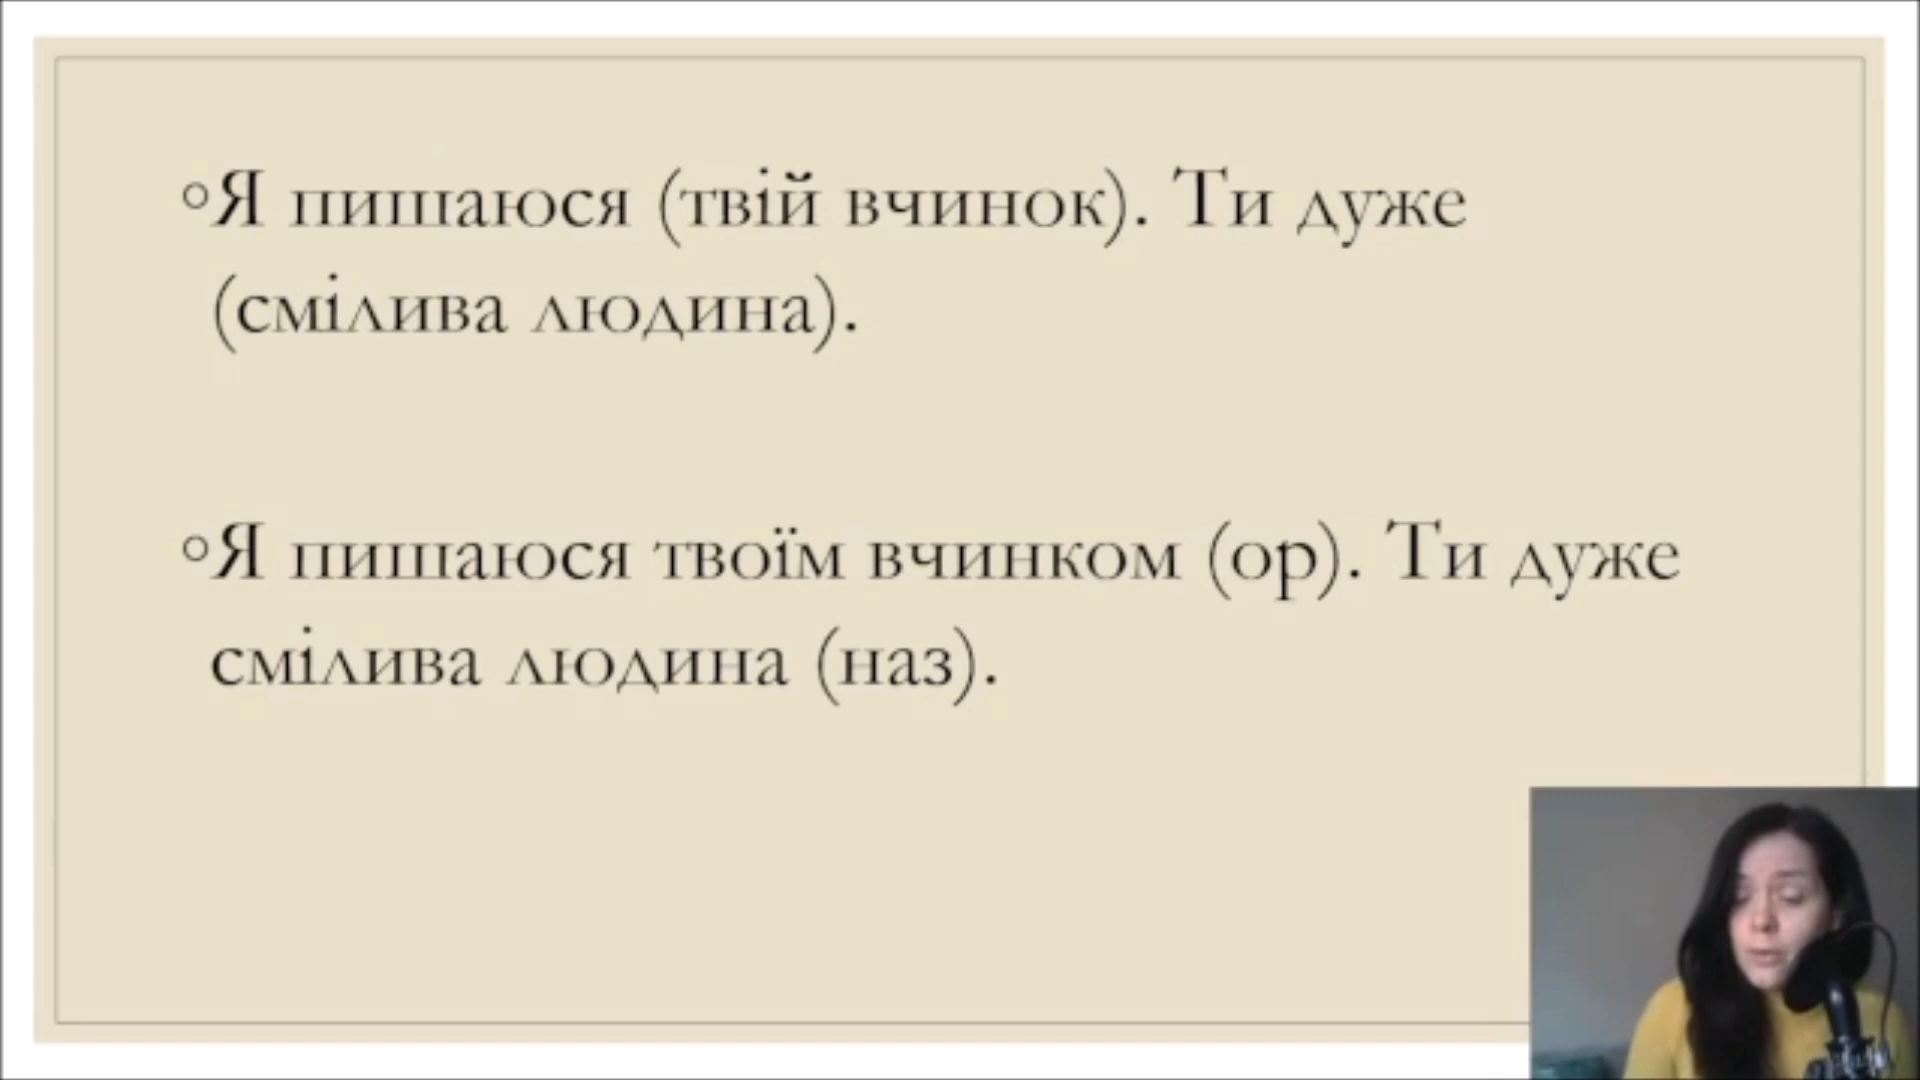 ◦Я пишаюся (твій вчинок). Ти дуже
(смілива людина).
◦Я пишаюся твоїм вчинком (ор). Ти дуже
смілива людина (наз).